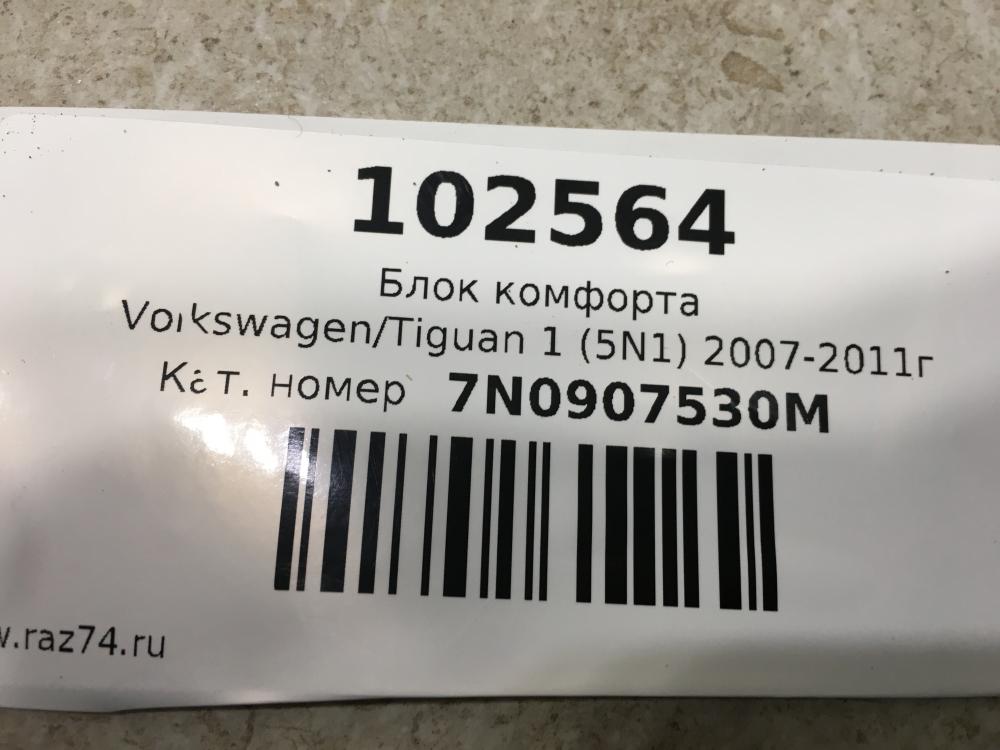 102564
Блок комфорта
Volkswagen/Tiguan 1 (5N1) 2007-2011г
Кат. номер 7N0907530M
w.raz74.ru